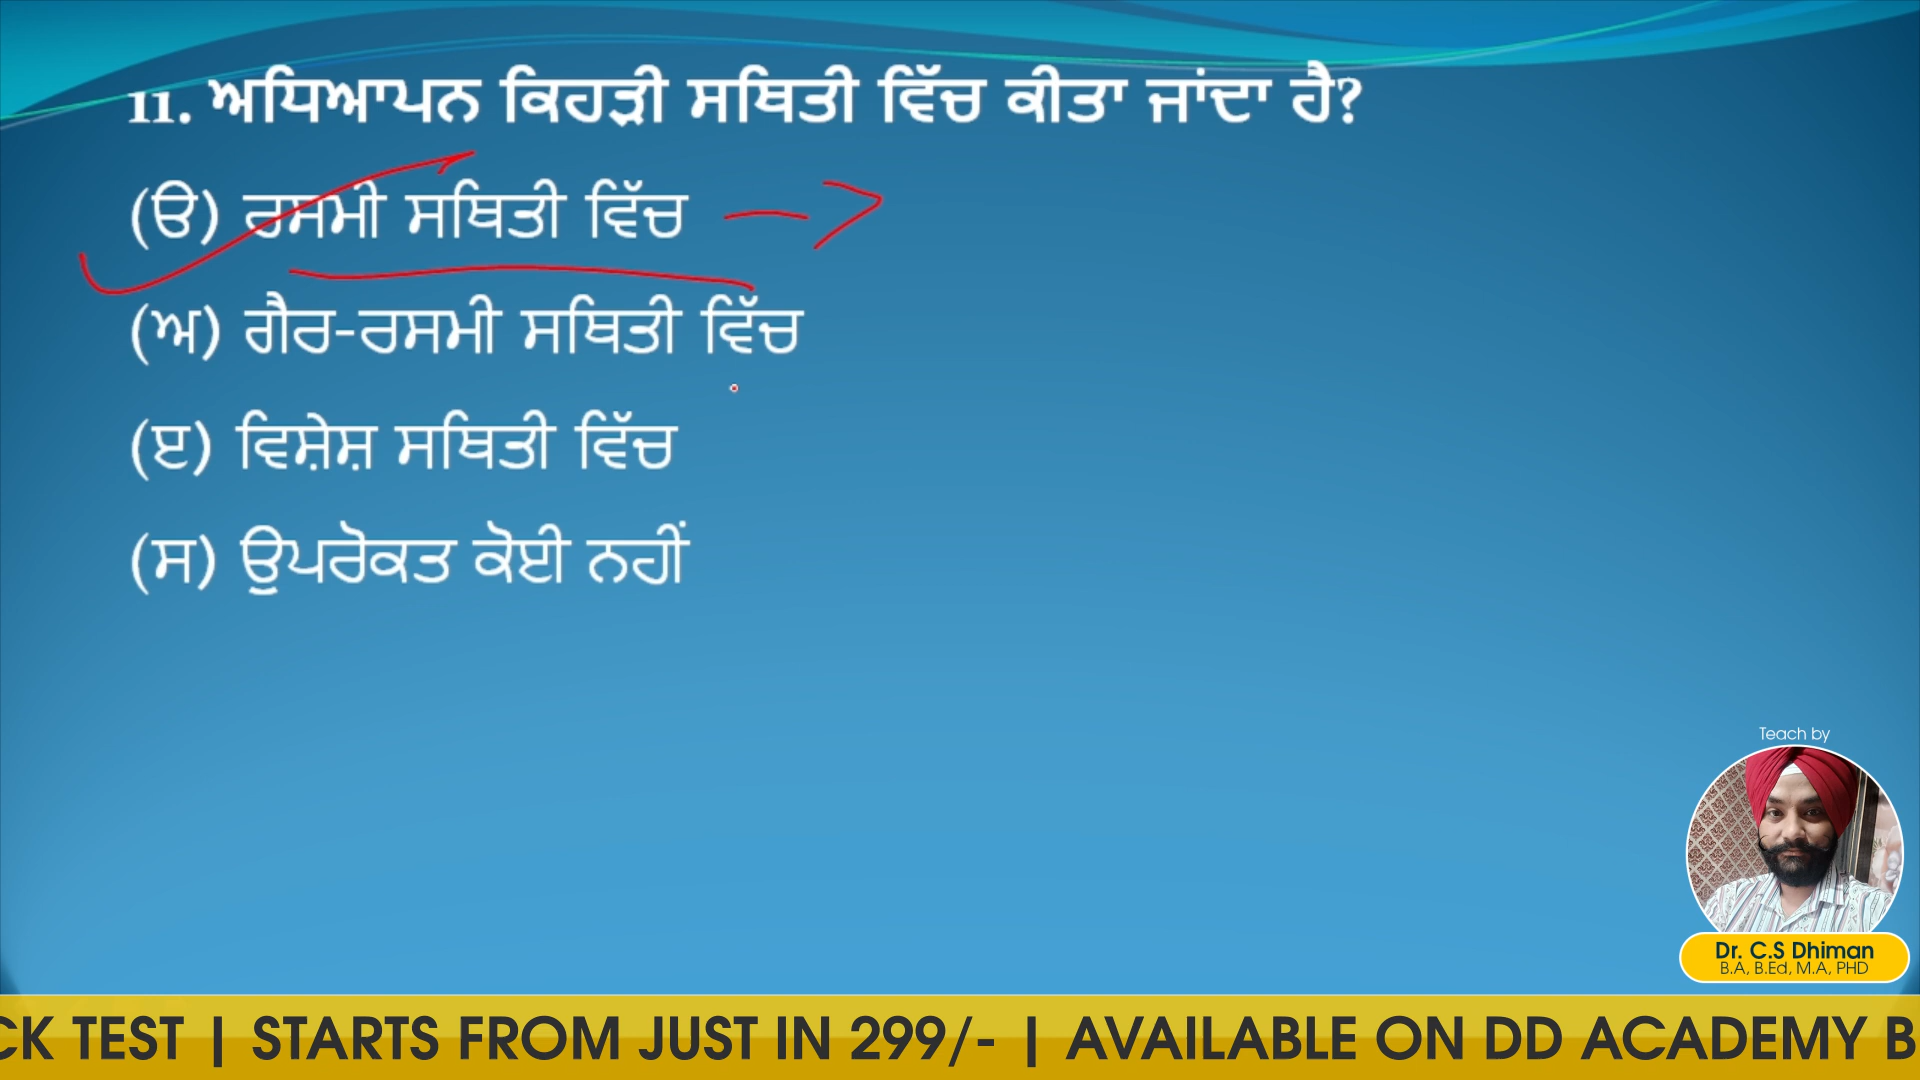 11. ਅਧਿਆਪਨ ਕਿਹੜੀ ਸਥਿਤੀ ਵਿੱਚ ਕੀਤਾ ਜਾਂਦਾ ਹੈ?
(ੳ) ਰਸਮੀ ਸਥਿਤੀ ਵਿੱਚ
(ਅ) ਗੈਰ-ਰਸਮੀ ਸਥਿਤੀ ਵਿੱਚ
(ੲ) ਵਿਸ਼ੇਸ਼ ਸਥਿਤੀ ਵਿੱਚ
(ਸ) ਉਪਰੋਕਤ ਕੋਈ ਨਹੀਂ
Teach by
Dr. C.S Dhiman
B.A, B.Ed, M.A, PHD
CK TEST | STARTS FROM JUST IN 299/- | AVAILABLE ON DD ACADEMY B